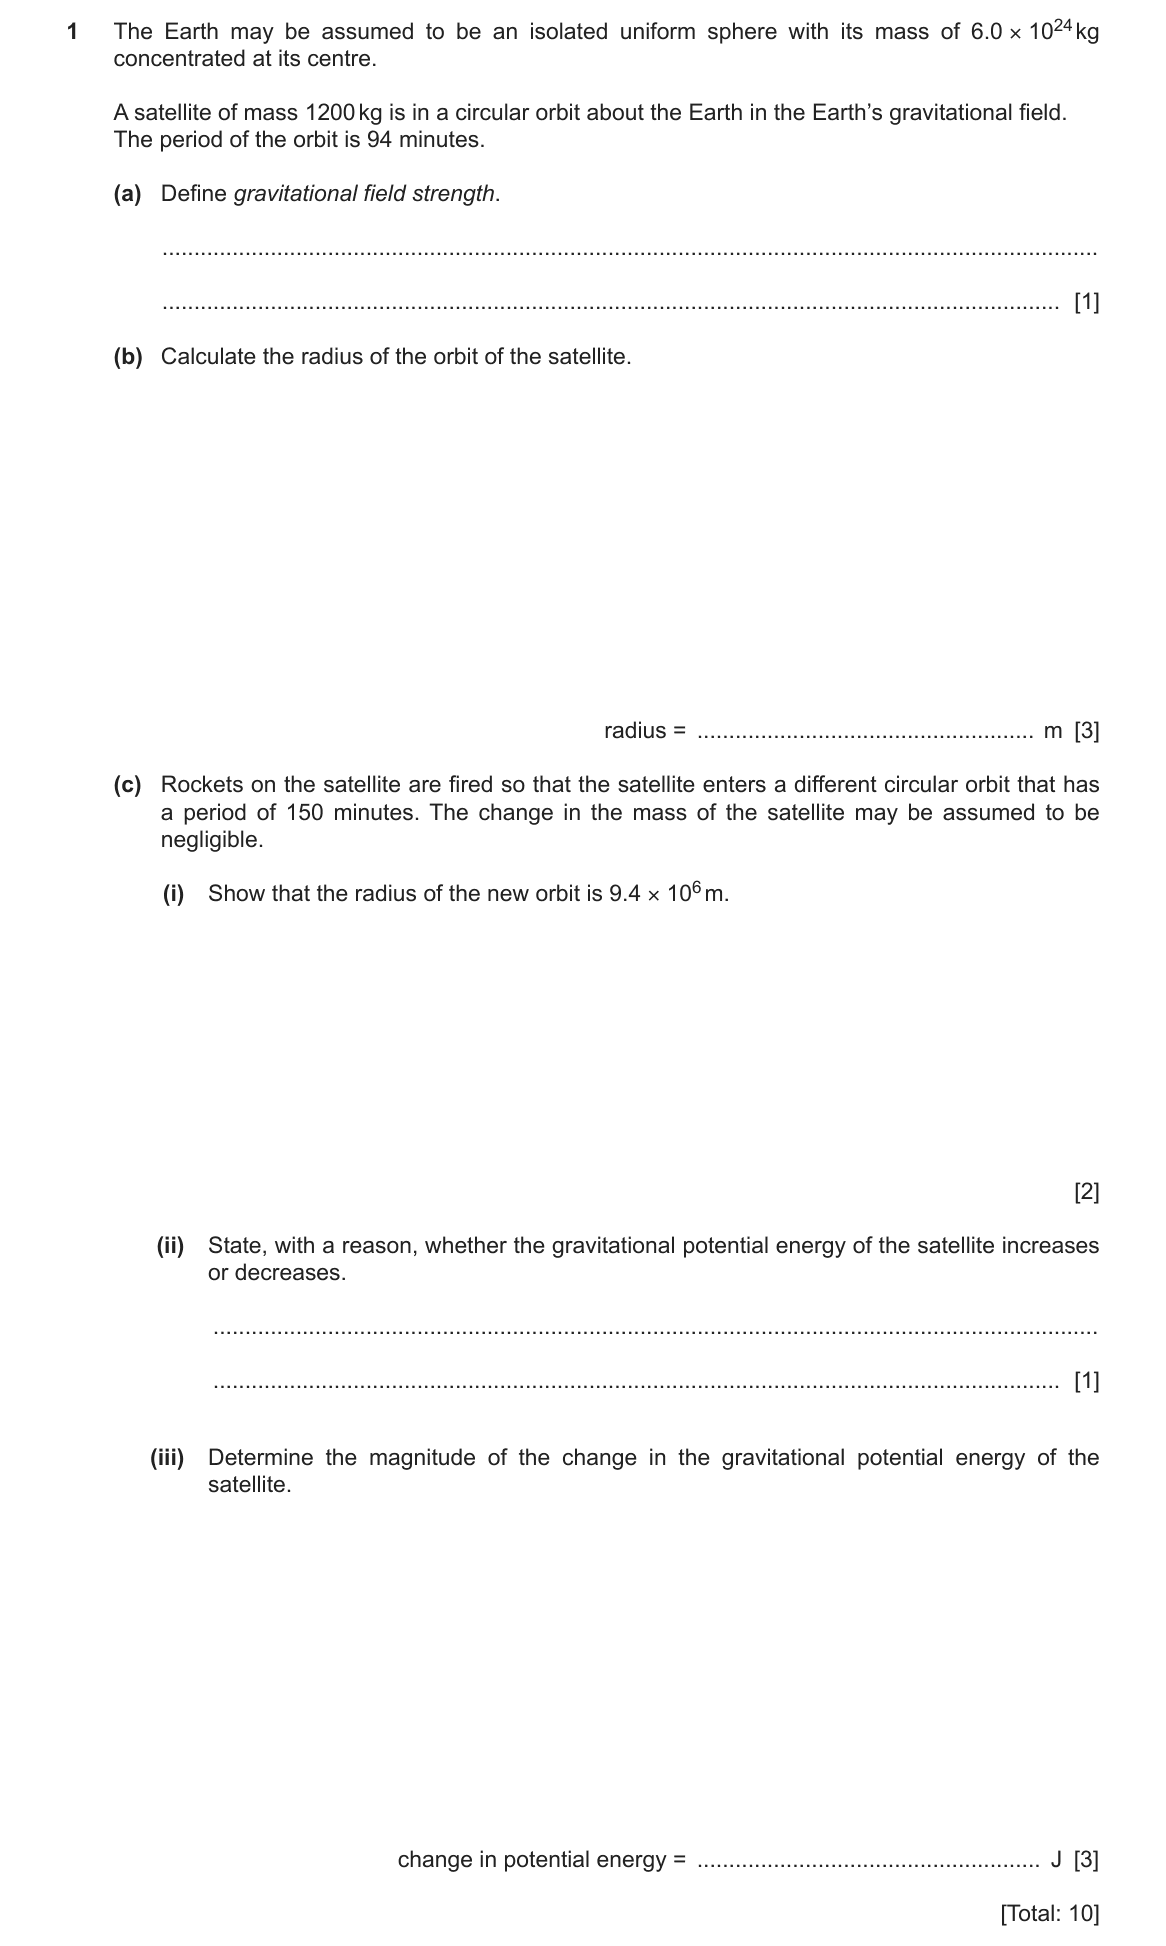 1 The Earth may be assumed to be an isolated uniform sphere with its mass of 6.0 × 10²⁴ kg
concentrated at its centre.
A satellite of mass 1200 kg is in a circular orbit about the Earth in the Earth's gravitational field.
The period of the orbit is 94 minutes.
(a) Define gravitational field strength.
..........
.......... [1]
(b) Calculate the radius of the orbit of the satellite.
radius = .......... m [3]
(c) Rockets on the satellite are fired so that the satellite enters a different circular orbit that has
a period of 150 minutes. The change in the mass of the satellite may be assumed to be
negligible.
(i) Show that the radius of the new orbit is 9.4 × 10⁶ m.
[2]
(ii) State, with a reason, whether the gravitational potential energy of the satellite increases
or decreases.
..........
.......... [1]
(iii) Determine the magnitude of the change in the gravitational potential energy of the
satellite.
change in potential energy = .......... J [3]
[Total: 10]